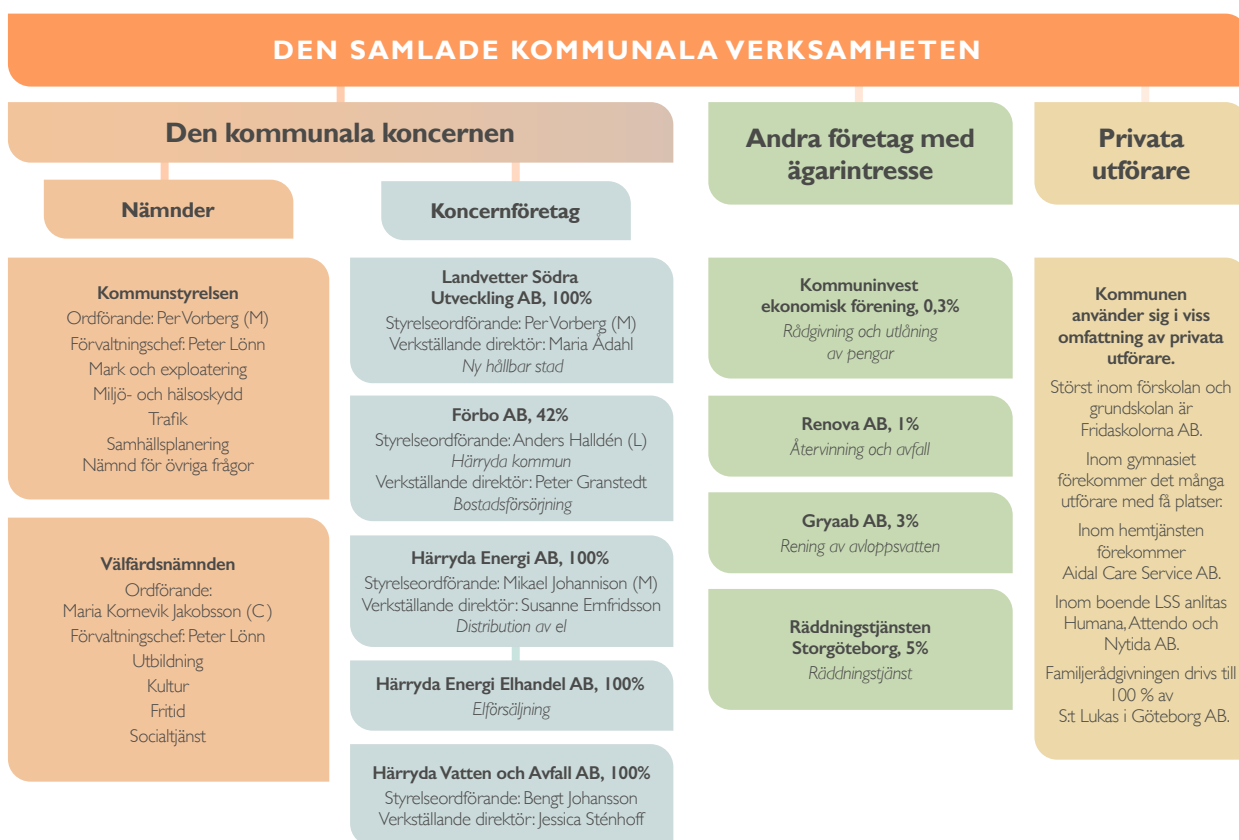 DEN SAMLADE KOMMUNALA VERKSAMHETEN
Den kommunala koncernen
Nämnder
Kommunstyrelsen
Ordförande: Per Vorberg (M)
Förvaltningschef: Peter Lönn
Mark och exploatering
Miljö- och hälsoskydd
Trafik
Samhällsplanering
Nämnd för övriga frågor
Välfärdsnämnden
Ordförande:
Maria Kornevik Jakobsson (C)
Förvaltningschef: Peter Lönn
Utbildning
Kultur
Fritid
Socialtjänst
Koncernföretag
Landvetter Södra
Utveckling AB, 100%
Styrelseordförande: Per Vorberg (M)
Verkställande direktör: Maria Ådahl
Ny hållbar stad
Förbo AB, 42%
Styrelseordförande: Anders Halldén (L)
Härryda kommun
Verkställande direktör: Peter Granstedt
Bostadsförsörjning
Härryda Energi AB, 100%
Styrelseordförande: Mikael Johannison (M)
Verkställande direktör: Susanne Ernfridsson
Distribution av el
Härryda Energi Elhandel AB, 100%
Elförsäljning
Härryda Vatten och Avfall AB, 100%
Styrelseordförande: Bengt Johansson
Verkställande direktör: Jessica Sténhoff
Andra företag med
ägarintresse
Kommuninvest
ekonomisk förening, 0,3%
Rådgivning och utlåning
av pengar
Renova AB, 1%
Återvinning och avfall
Gryaab AB, 3%
Rening av avloppsvatten
Räddningstjänsten
Storgöteborg, 5%
Räddningstjänst
Privata
utförare
Kommunen
använder sig i viss
omfattning av privata
utförare.
Störst inom förskolan och
grundskolan är
Fridaskolorna AB.
Inom gymnasiet
förekommer det många
utförare med få platser.
Inom hemtjänsten
förekommer
Aidal Care Service AB.
Inom boende LSS anlitas
Humana, Attendo och
Nytida AB.
Familjerådgivningen drivs till
100 % av
S:t Lukas i Göteborg AB.